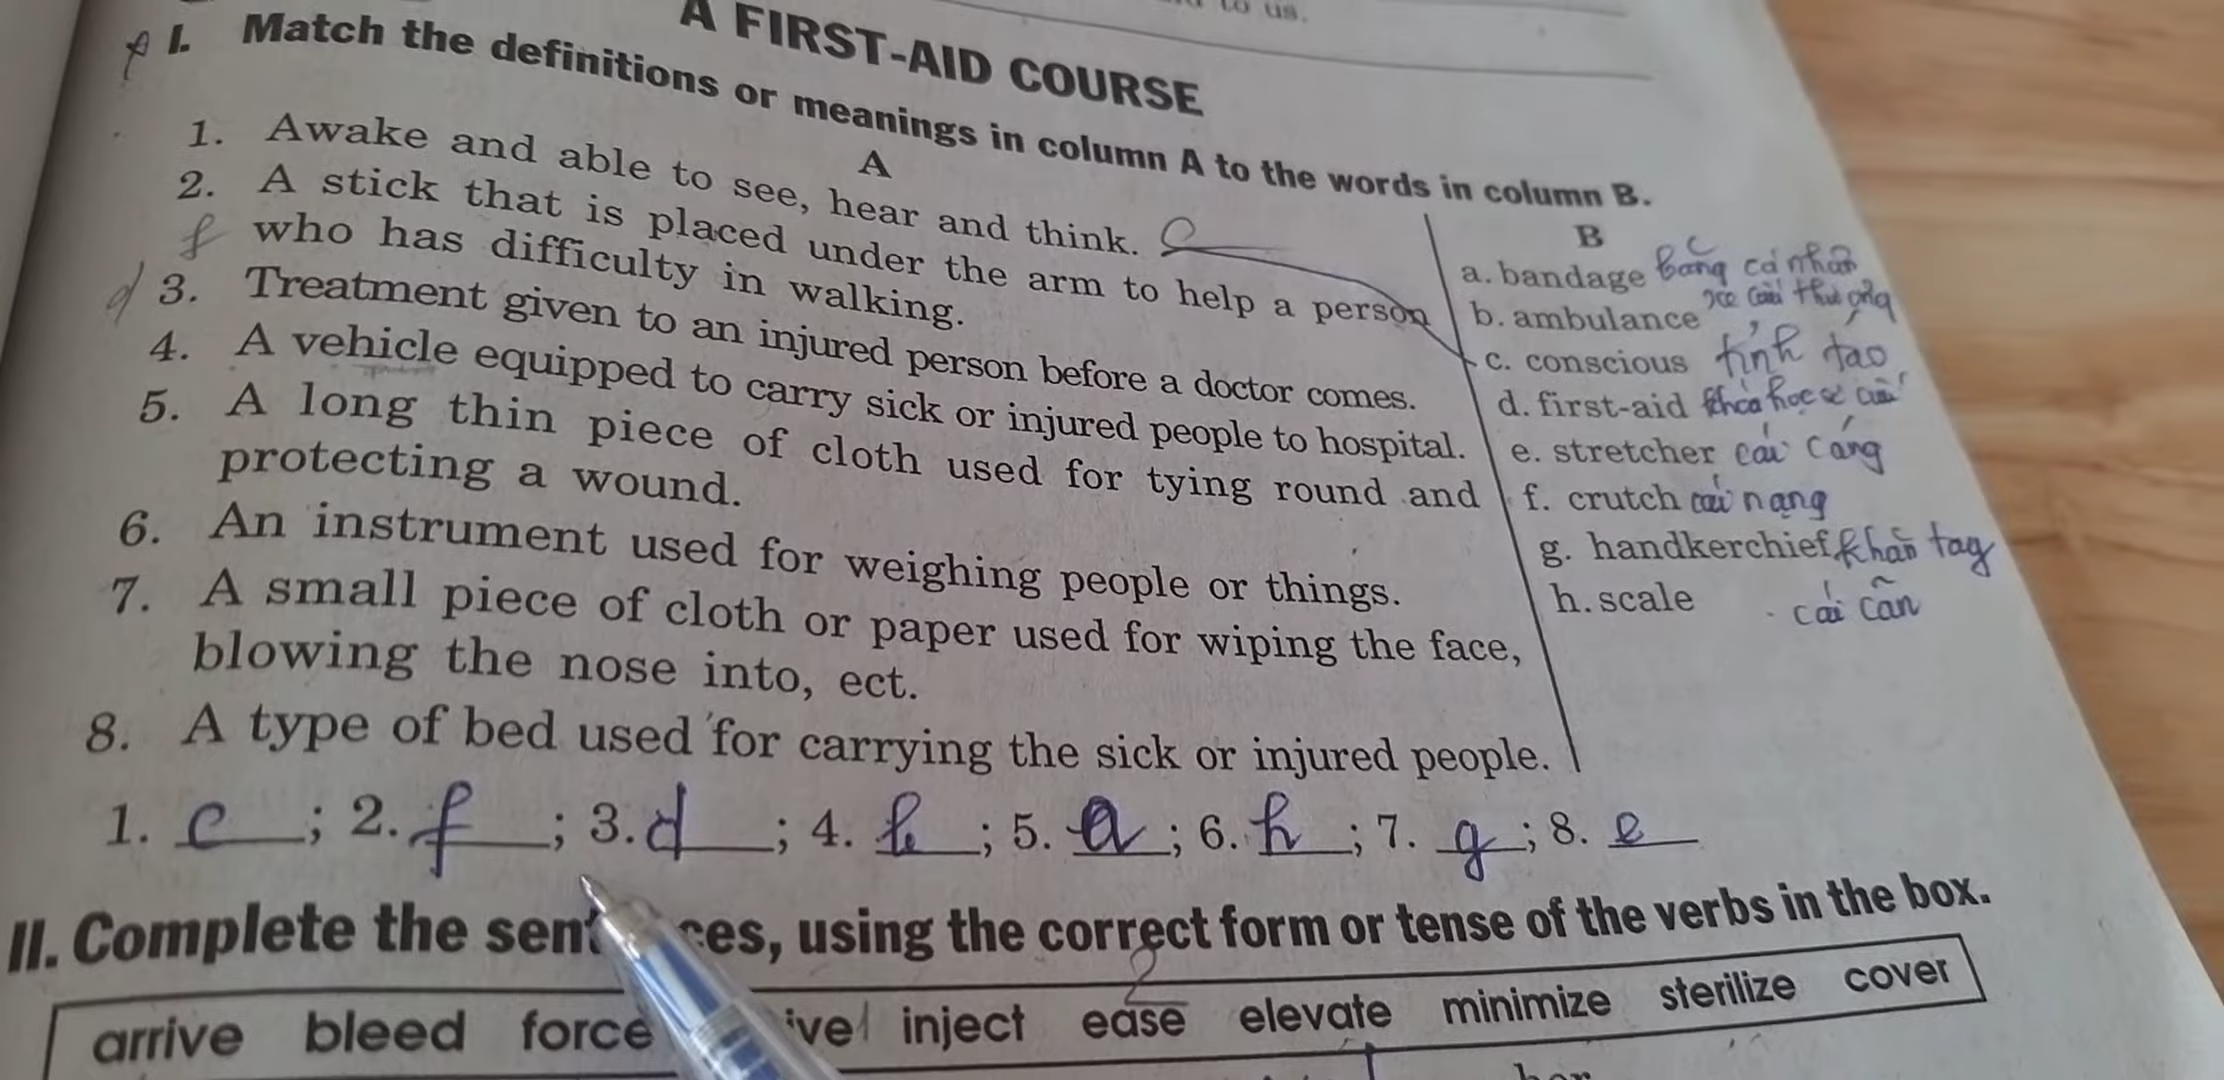 to us.
A FIRST-AID COURSE
I. Match the definitions or meanings in column A to the words in column B.
A
1. Awake and able to see, hear and think. c
2. A stick that is placed under the arm to help a person
f who has difficulty in walking.
d 3. Treatment given to an injured person before a doctor comes.
4. A vehicle equipped to carry sick or injured people to hospital.
5. A long thin piece of cloth used for tying round and
protecting a wound.
6. An instrument used for weighing people or things.
7. A small piece of cloth or paper used for wiping the face,
blowing the nose into, ect.
8. A type of bed used for carrying the sick or injured people.
B
a. bandage băng cá nhân
b. ambulance xe cứu thương
c. conscious tỉnh táo
d. first-aid khóa học sơ cứu
e. stretcher cái cáng
f. crutch cái nạng
g. handkerchief khăn tay
h. scale cái cân
1. c ; 2. f ; 3. d ; 4. b ; 5. a ; 6. h ; 7. g ; 8. e
II. Complete the sen ces, using the correct form or tense of the verbs in the box.
arrive bleed force ive inject ease elevate minimize sterilize cover